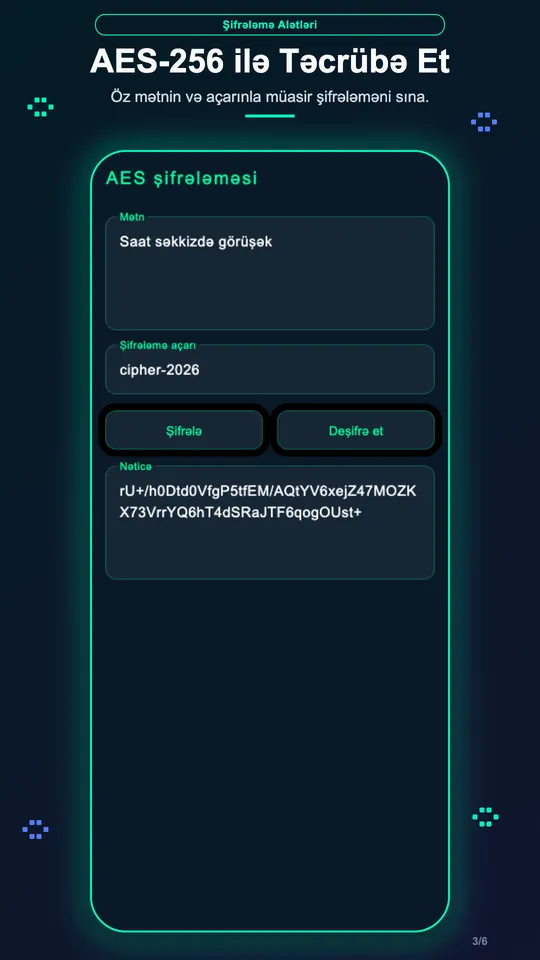 Şifrələmə Alətləri
AES-256 ilə Təcrübə Et
Öz mətnin və açarınla müasir şifrələməni sına.
AES şifrələməsi
Mətn
Saat səkkizdə görüşək
Şifrələmə açarı
cipher-2026
Şifrələ
Deşifrə et
Nəticə
rU+/h0Dtd0VfgP5tfEM/AQtYV6xejZ47MOZK
X73VrrYQ6hT4dSRaJTF6qogOUst+
3/6